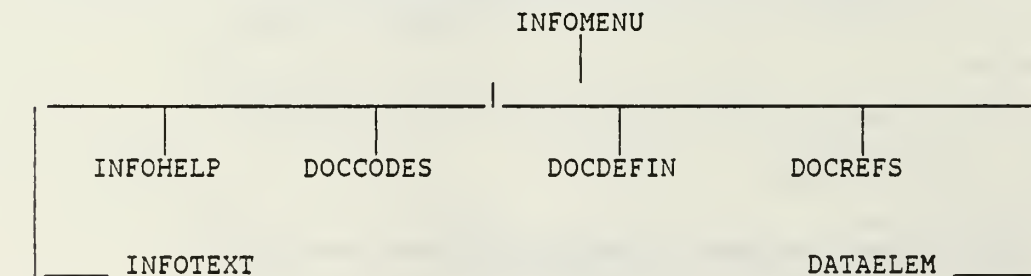 INFOMENU
INFOHELP DOCCODES DOCDEFIN DOCREFS
INFOTEXT DATAELEM